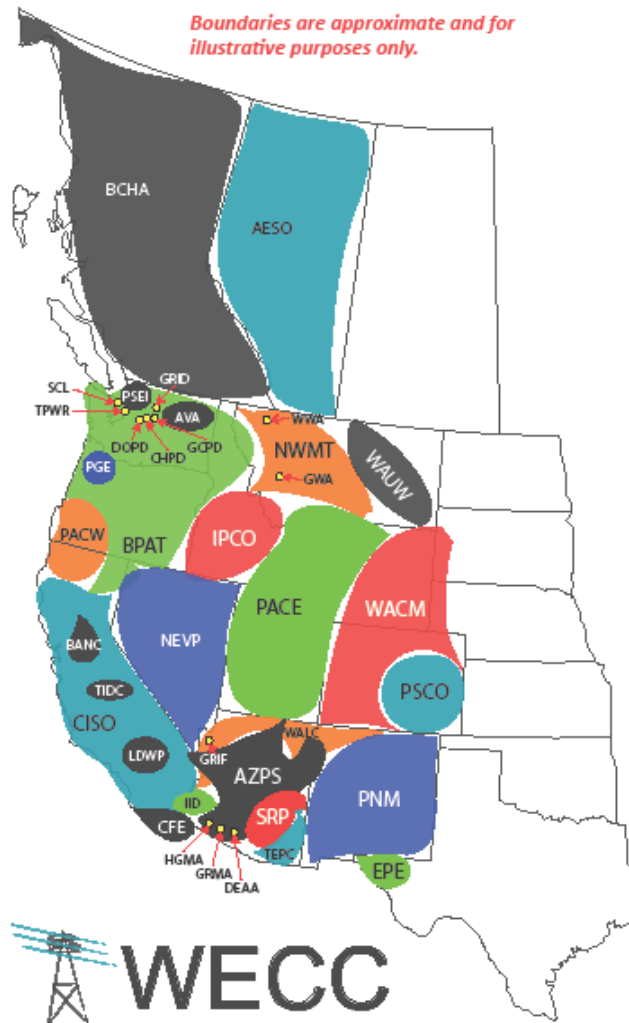 Boundaries are approximate and for
illustrative purposes only.
BCHA
AESO
GRID
SCL
PSEI
TPWR
AVA
WWA
DOPD
CHPD
GCPD
NWMT
GWA
WAUW
PGE
PACW
BPAT
IPCO
PACE
WACM
NEVP
BANC
PSCO
TIDC
CISO
WALC
LDWP
GRIF
AZPS
PNM
IID
CFE
SRP
TEPC
HGMA
GRMA
DEAA
EPE
WECC